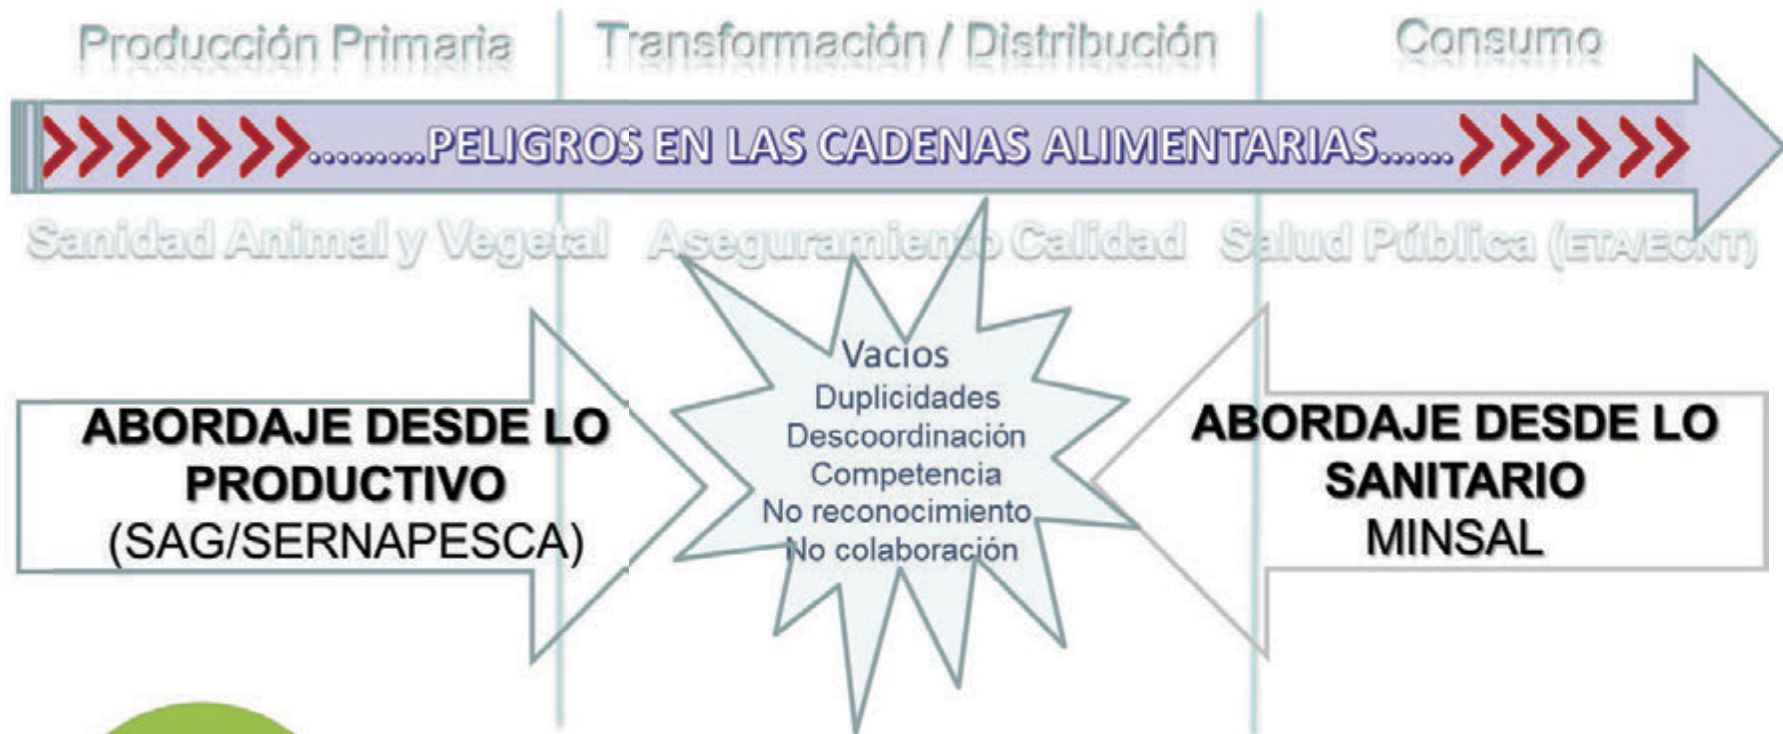 Producción Primaria
Transformación / Distribución
Consumo
.........PELIGROS EN LAS CADENAS ALIMENTARIAS......
Sanidad Animal y Vegetal
Aseguramiento Calidad
Salud Pública (ETA/ECNT)
ABORDAJE DESDE LO
PRODUCTIVO
(SAG/SERNAPESCA)
Vacios
Duplicidades
Descoordinación
Competencia
No reconocimiento
No colaboración
ABORDAJE DESDE LO
SANITARIO
MINSAL